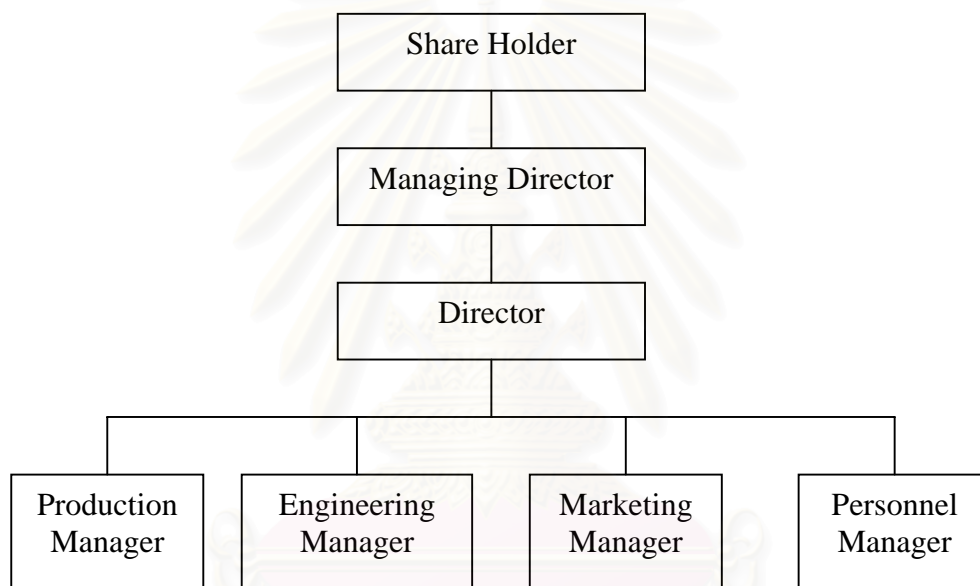 Share Holder
Managing Director
Director
Production
Manager
Engineering
Manager
Marketing
Manager
Personnel
Manager